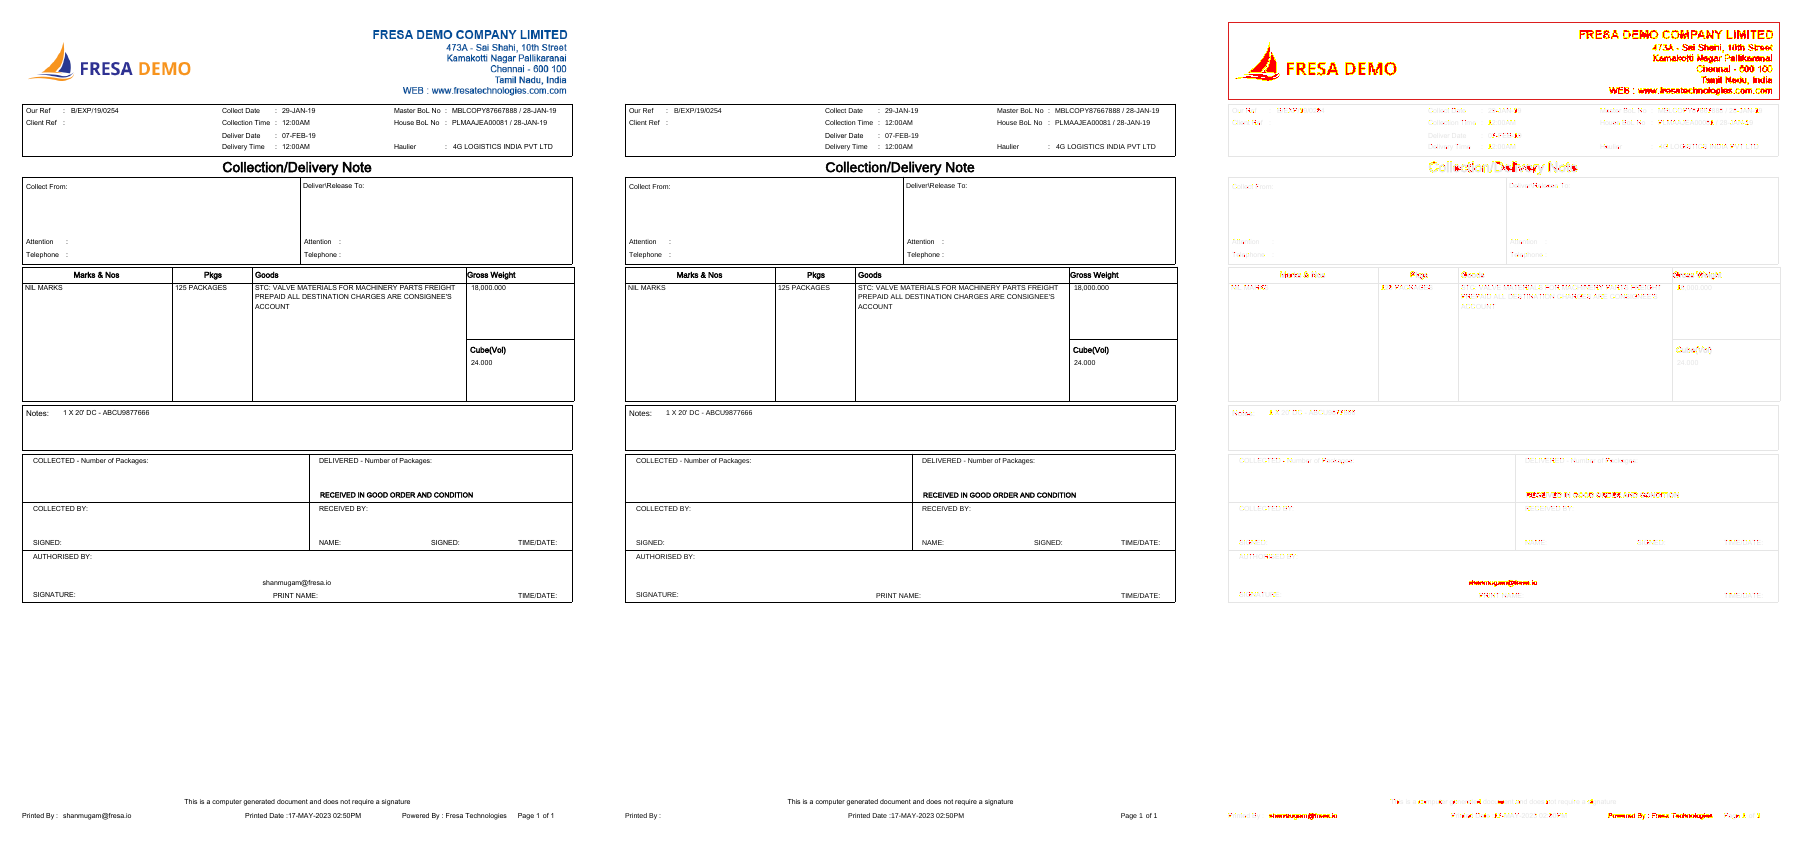 FRESA DEMO
FRESA DEMO COMPANY LIMITED
473A - Sai Shahi, 10th Street
Kamakotti Nagar Pallikaranai
Chennai - 600 100
Tamil Nadu, India
WEB : www.fresatechnologies.com.com
Our Ref : B/EXP/19/0254 Collect Date : 29-JAN-19 Master BoL No : MBLCOPY87667888 / 28-JAN-19
Client Ref : Collection Time : 12:00AM House BoL No : PLMAAJEA00081 / 28-JAN-19
Deliver Date : 07-FEB-19
Delivery Time : 12:00AM Haulier : 4G LOGISTICS INDIA PVT LTD
Collection/Delivery Note
Collect From: Deliver\Release To:
Attention : Attention :
Telephone : Telephone :
Marks & Nos Pkgs Goods Gross Weight
NIL MARKS 125 PACKAGES STC: VALVE MATERIALS FOR MACHINERY PARTS FREIGHT 18,000.000
PREPAID ALL DESTINATION CHARGES ARE CONSIGNEE'S
ACCOUNT
Cube(Vol)
24.000
Notes: 1 X 20' DC - ABCU9877666
COLLECTED - Number of Packages: DELIVERED - Number of Packages:
RECEIVED IN GOOD ORDER AND CONDITION
COLLECTED BY: RECEIVED BY:
SIGNED: NAME: SIGNED: TIME/DATE:
AUTHORISED BY:
shanmugam@fresa.io
SIGNATURE: PRINT NAME: TIME/DATE:
This is a computer generated document and does not require a signature
Printed By : shanmugam@fresa.io Printed Date :17-MAY-2023 02:50PM Powered By : Fresa Technologies Page 1 of 1
Our Ref : B/EXP/19/0254 Collect Date : 29-JAN-19 Master BoL No : MBLCOPY87667888 / 28-JAN-19
Client Ref : Collection Time : 12:00AM House BoL No : PLMAAJEA00081 / 28-JAN-19
Deliver Date : 07-FEB-19
Delivery Time : 12:00AM Haulier : 4G LOGISTICS INDIA PVT LTD
Collection/Delivery Note
Collect From: Deliver\Release To:
Attention : Attention :
Telephone : Telephone :
Marks & Nos Pkgs Goods Gross Weight
NIL MARKS 125 PACKAGES STC: VALVE MATERIALS FOR MACHINERY PARTS FREIGHT 18,000.000
PREPAID ALL DESTINATION CHARGES ARE CONSIGNEE'S
ACCOUNT
Cube(Vol)
24.000
Notes: 1 X 20' DC - ABCU9877666
COLLECTED - Number of Packages: DELIVERED - Number of Packages:
RECEIVED IN GOOD ORDER AND CONDITION
COLLECTED BY: RECEIVED BY:
SIGNED: NAME: SIGNED: TIME/DATE:
AUTHORISED BY:
SIGNATURE: PRINT NAME: TIME/DATE:
This is a computer generated document and does not require a signature
Printed By : Printed Date :17-MAY-2023 02:50PM Page 1 of 1
FRESA DEMO
FRESA DEMO COMPANY LIMITED
473A - Sai Shahi, 10th Street
Kamakotti Nagar Pallikaranai
Chennai - 600 100
Tamil Nadu, India
WEB : www.fresatechnologies.com.com
Collection/Delivery Note
shanmugam@fresa.io
shanmugam@fresa.io Powered By : Fresa Technologies